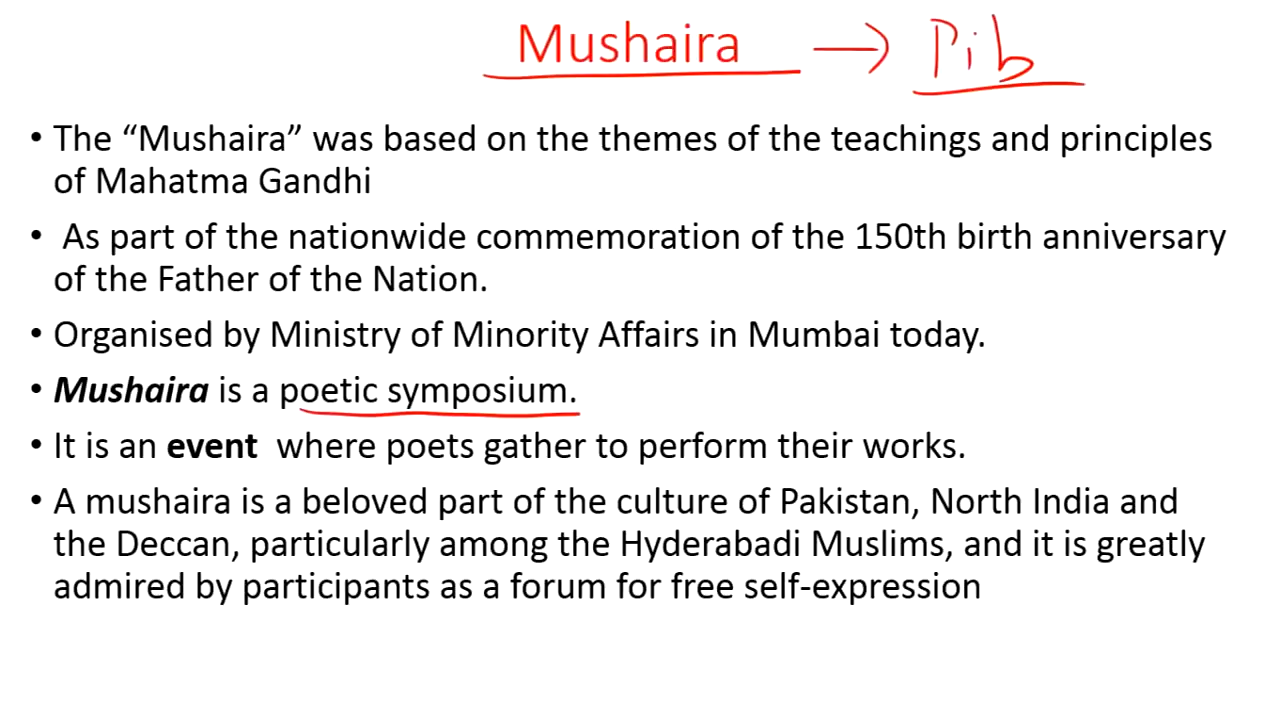 Mushaira → Pib
• The “Mushaira” was based on the themes of the teachings and principles
of Mahatma Gandhi
• As part of the nationwide commemoration of the 150th birth anniversary
of the Father of the Nation.
• Organised by Ministry of Minority Affairs in Mumbai today.
• Mushaira is a poetic symposium.
• It is an event where poets gather to perform their works.
• A mushaira is a beloved part of the culture of Pakistan, North India and
the Deccan, particularly among the Hyderabadi Muslims, and it is greatly
admired by participants as a forum for free self-expression